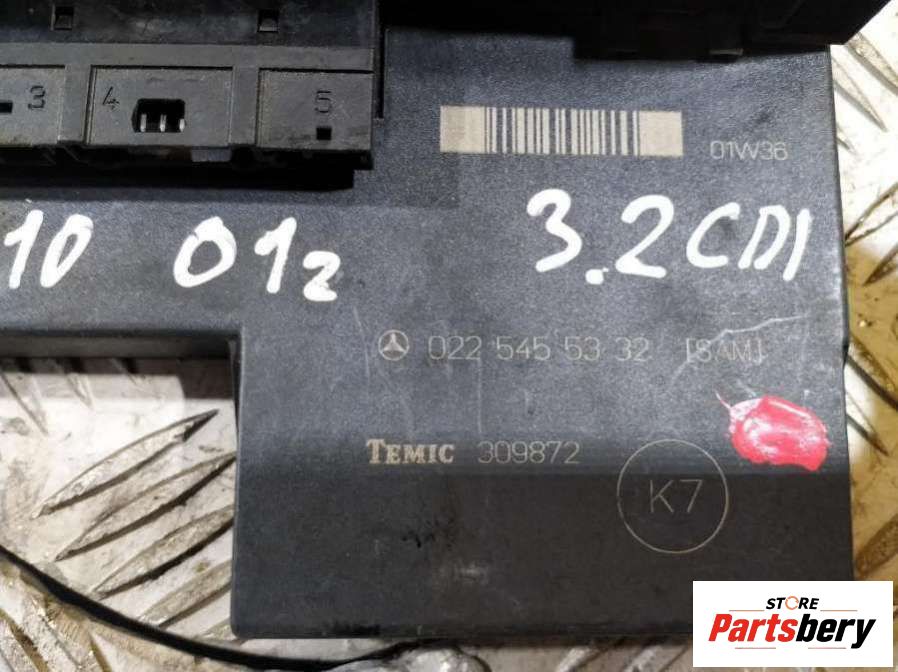 3 4 5
01W36
10 01z 3.2CDI
022 545 53 32 [SAM]
TEMIC 309872
K7
STORE
Partsbery